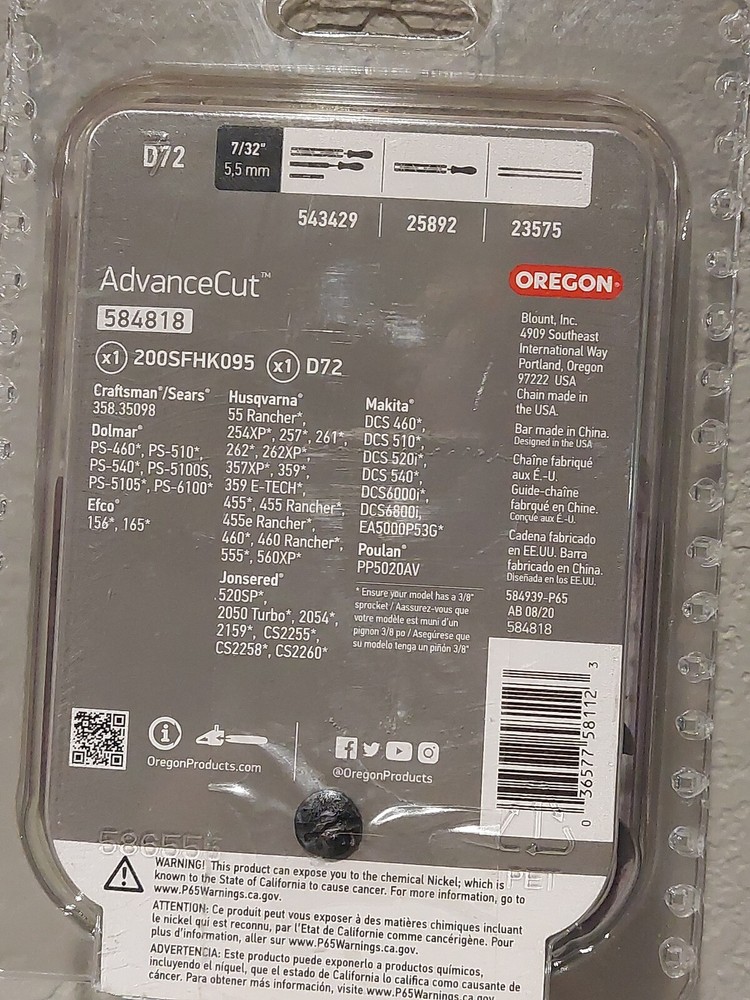 D72
7/32"
5,5 mm
543429
25892
23575
AdvanceCut™
584818
x1 200SFHK095 x1 D72
Craftsman®/Sears®
358.35098
Dolmar®
PS-460*, PS-510*,
PS-540*, PS-5100S,
PS-5105*, PS-6100*
Efco®
156*, 165*
Husqvarna®
55 Rancher*,
254XP*, 257*, 261*,
262*, 262XP*,
357XP*, 359*,
359 E-TECH*,
455*, 455 Rancher*,
455e Rancher*,
460*, 460 Rancher*,
555*, 560XP*
Jonsered®
520SP*,
2050 Turbo*, 2054*,
2159*, CS2255*,
CS2258*, CS2260*
Makita®
DCS 460*,
DCS 510*,
DCS 520i*,
DCS 540*,
DCS6000i*,
DCS6800i,
EA5000P53G*
Poulan®
PP5020AV
* Ensure your model has a 3/8"
sprocket / Aassurez-vous que
votre modèle est muni d'un
pignon 3/8 po / Asegúrese que
su modelo tenga un piñón 3/8"
OREGON®
Blount, Inc.
4909 Southeast
International Way
Portland, Oregon
97222 USA
Chain made in
the USA.
Bar made in China.
Designed in the USA
Chaîne fabriqué
aux É.-U.
Guide-chaîne
fabrqué en Chine.
Conçue aux É.-U.
Cadena fabricado
en EE.UU. Barra
fabricado en China.
Diseñada en los EE.UU.
584939-P65
AB 08/20
584818
0 36577 58112 3
OregonProducts.com
@OregonProducts
586555
PET
WARNING! This product can expose you to the chemical Nickel; which is
known to the State of California to cause cancer. For more information, go to
www.P65Warnings.ca.gov.
ATTENTION: Ce produit peut vous exposer à des matières chimiques incluant
le nickel qui est reconnu, par l'Etat de Californie comme cancérigène. Pour
plus d'information, aller sur www.P65Warnings.ca.gov.
ADVERTENCIA: Este producto puede exponerlo a productos químicos,
incluyendo el níquel, que el estado de California lo califica como causante de
cáncer. Para obtener más información, visite www.P65Warnings.ca.gov